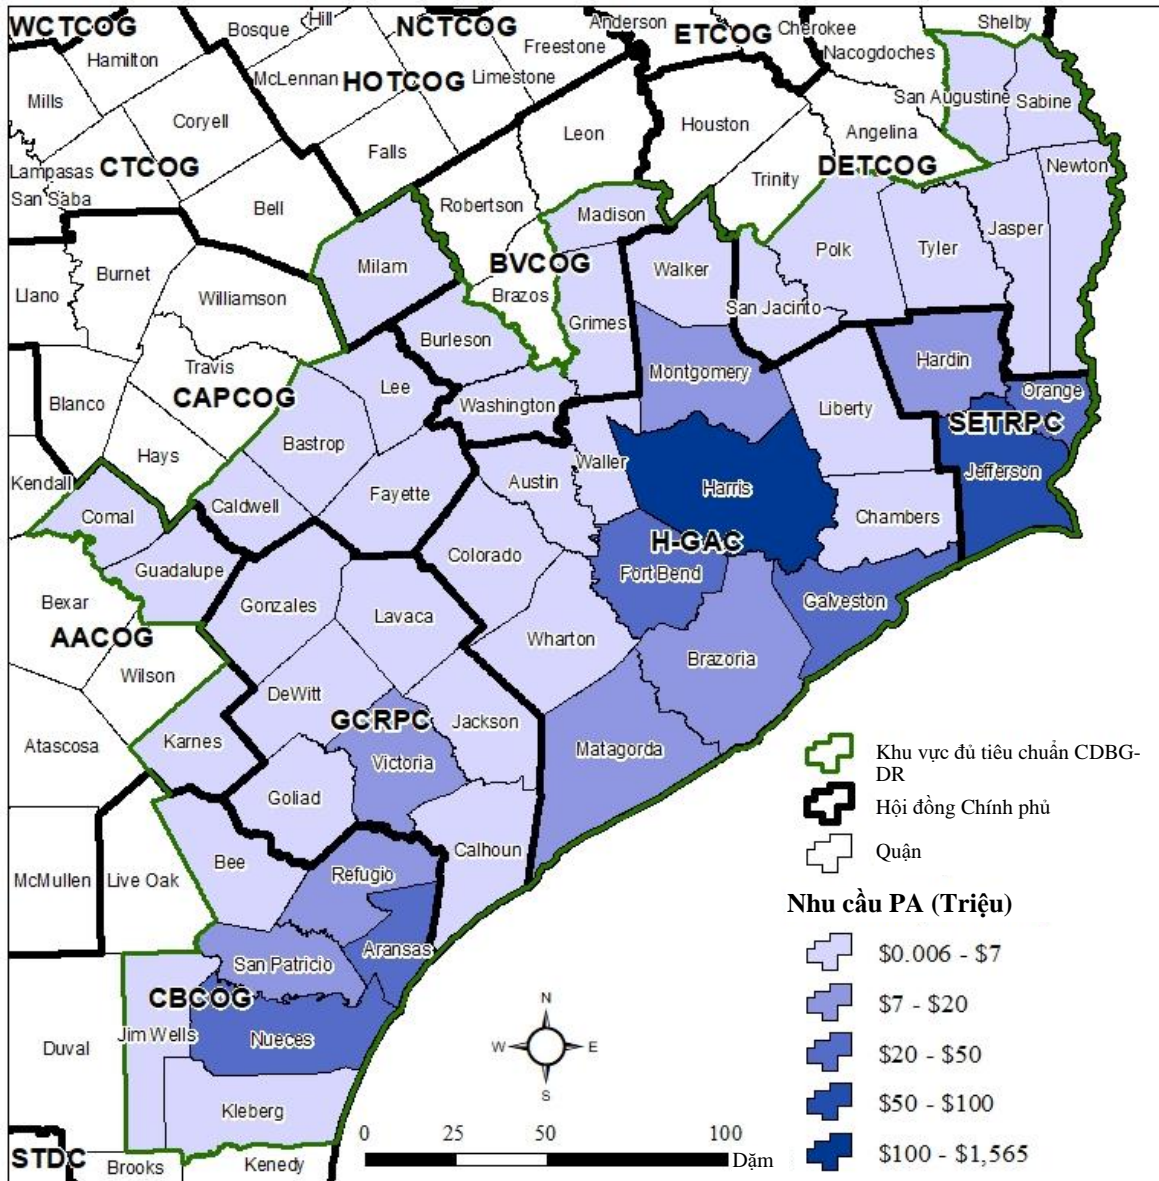 WCTCOG
Hill
Bosque
NCTCOG
Anderson
ETCOG
Cherokee
Shelby
Hamilton
Freestone
Nacogdoches
McLennan
HOTCOG
Limestone
Mills
San Augustine
Sabine
Coryell
Leon
Houston
Angelina
Falls
Lampasas
CTCOG
DETCOG
Newton
San Saba
Trinity
Bell
Robertson
Madison
Jasper
Polk
Tyler
Milam
BVCOG
Walker
Burnet
Llano
Williamson
Brazos
San Jacinto
Grimes
Burleson
Travis
Montgomery
Hardin
Lee
Orange
CAPCOG
Blanco
Washington
Liberty
SETRPC
Bastrop
Hays
Waller
Jefferson
Kendall
Austin
Harris
Fayette
Caldwell
Comal
Chambers
H-GAC
Colorado
Guadalupe
Fort Bend
Bexar
Gonzales
Lavaca
Galveston
AACOG
Wharton
Brazoria
Wilson
DeWitt
GCRPC
Jackson
Karnes
Atascosa
Matagorda
Victoria
Goliad
Calhoun
Bee
Refugio
McMullen
Live Oak
Aransas
San Patricio
CBCOG
Jim Wells
Nueces
Duval
Kleberg
STDC
Brooks
Kenedy
N
W
E
S
0
25
50
100
Dặm
Khu vực đủ tiêu chuẩn CDBG-
DR
Hội đồng Chính phủ
Quận
Nhu cầu PA (Triệu)
$0.006 - $7
$7 - $20
$20 - $50
$50 - $100
$100 - $1,565